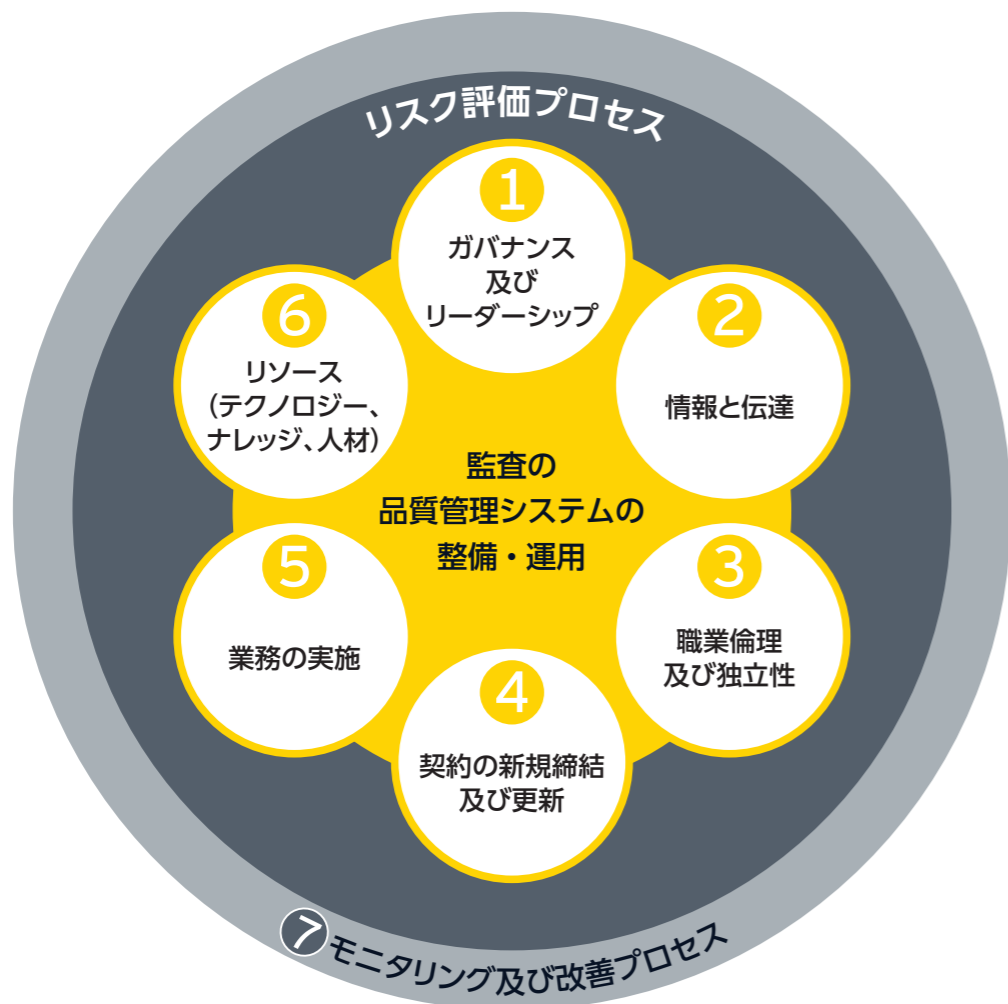 リスク評価プロセス
1
ガバナンス
及び
リーダーシップ
2
情報と伝達
3
職業倫理
及び独立性
4
契約の新規締結
及び更新
5
業務の実施
6
リソース
(テクノロジー、
ナレッジ、人材)
監査の
品質管理システムの
整備・運用
7 モニタリング及び改善プロセス